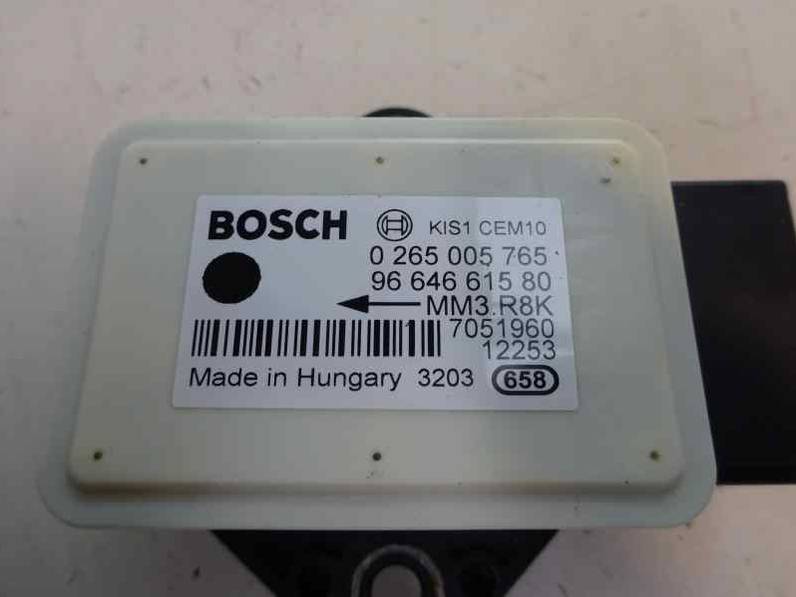 BOSCH KIS1 CEM10
0 265 005 765
96 646 615 80
MM3.R8K
7051960
12253
Made in Hungary 3203 658